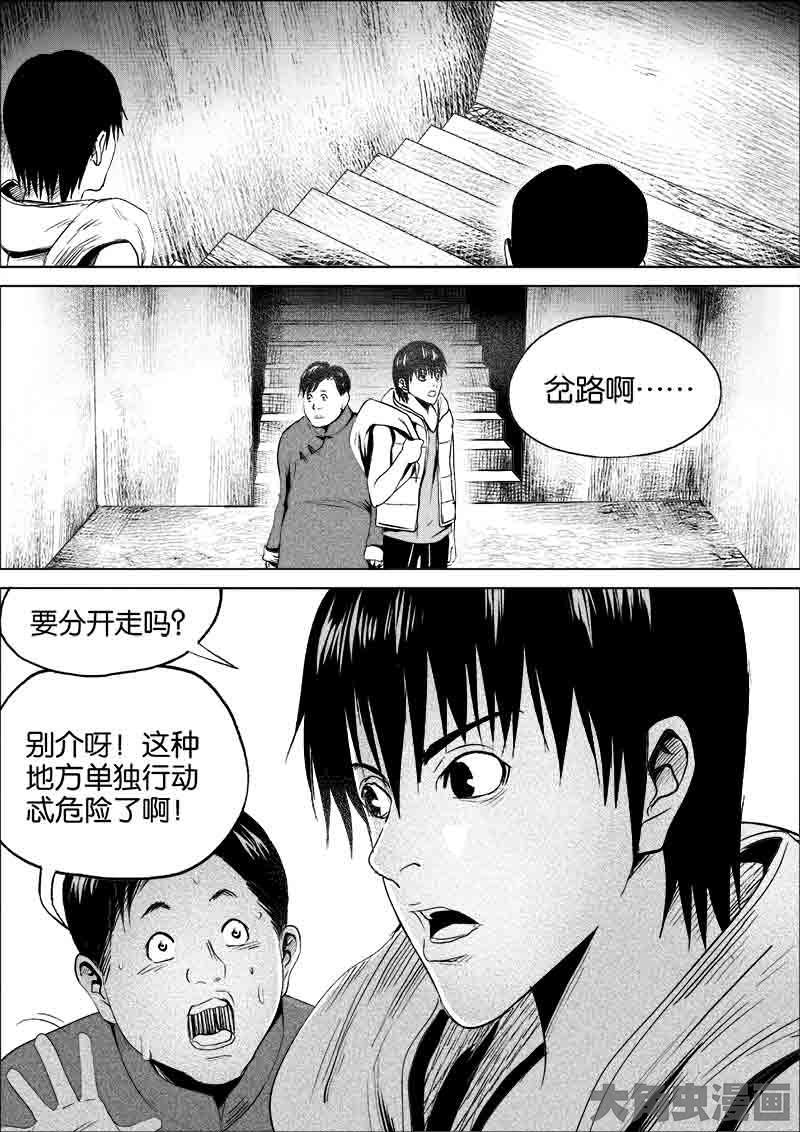 岔路啊……
要分开走吗？
别介呀！这种
地方单独行动
忒危险了啊！
大角虫漫画